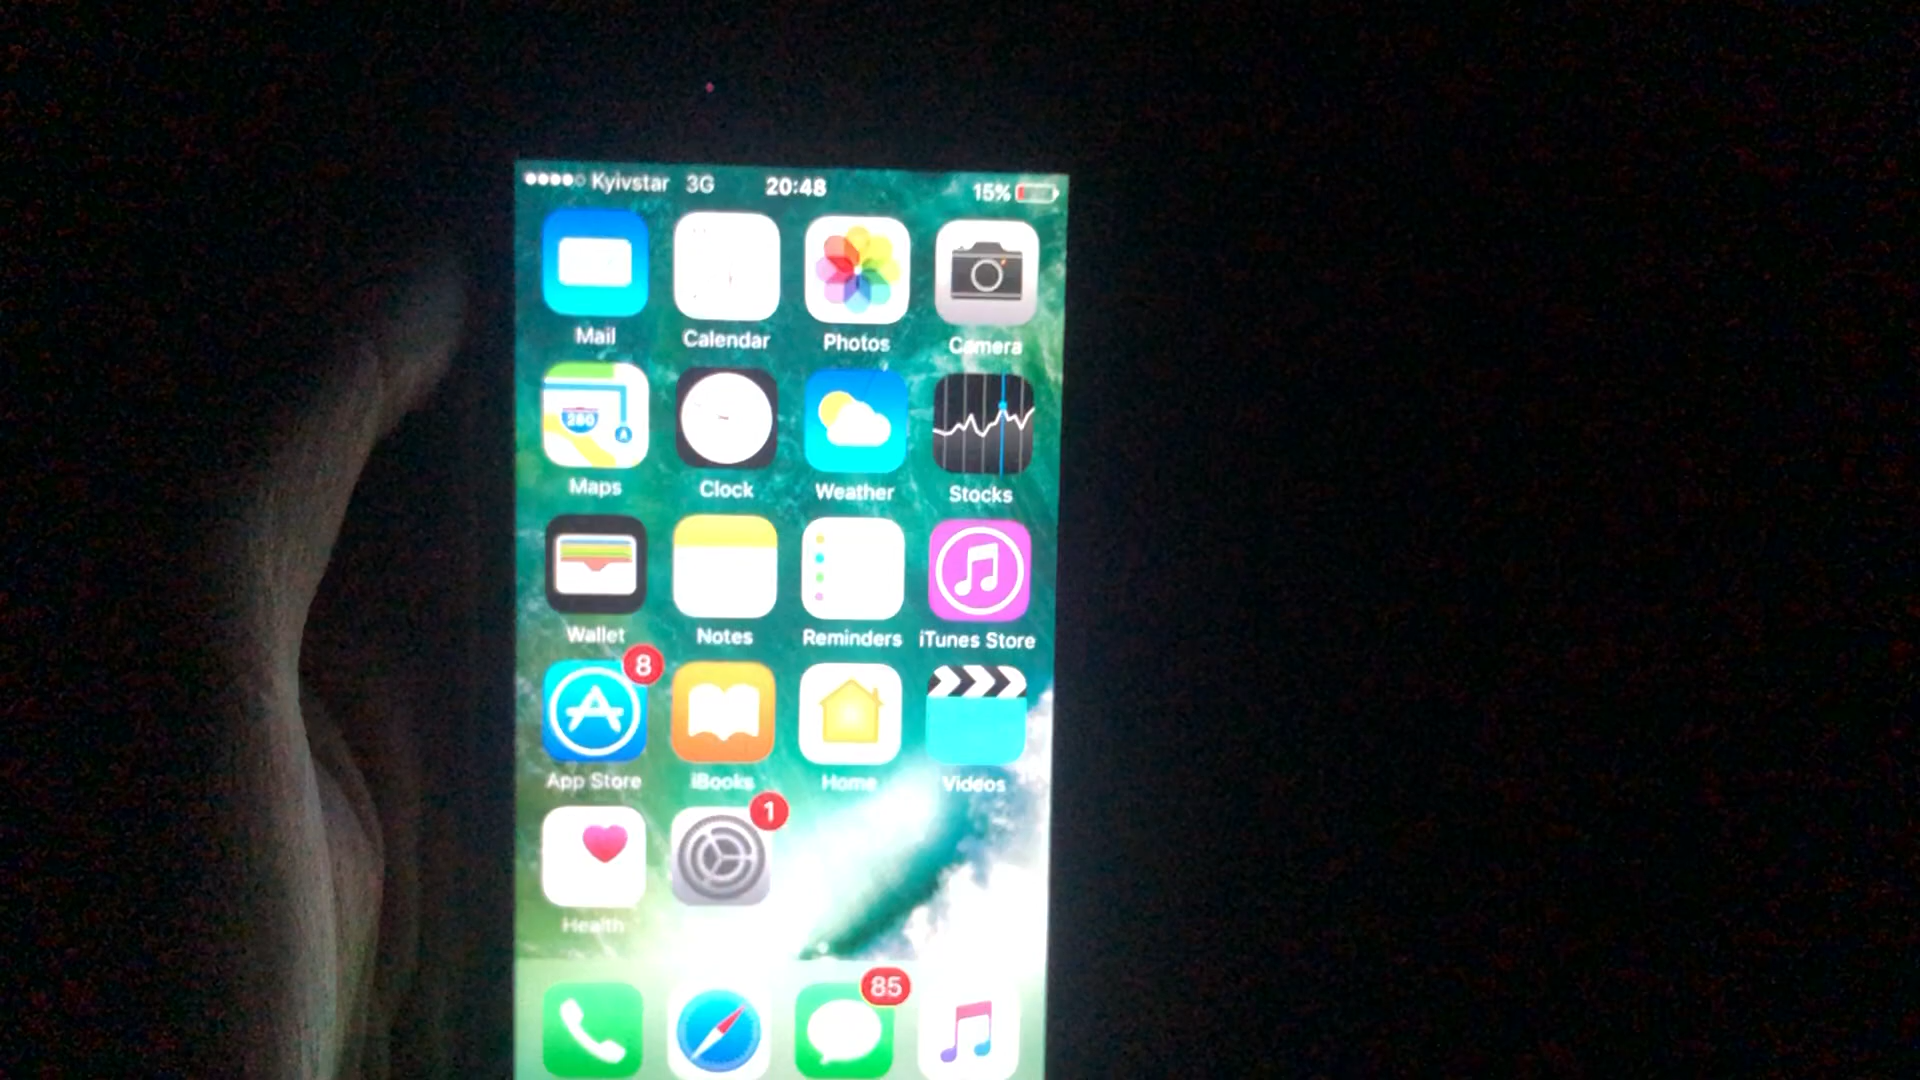 Kyivstar 3G 20:48 15%
Mail Calendar Photos Camera
280
Maps Clock Weather Stocks
Wallet Notes Reminders iTunes Store
8
App Store iBooks Home Videos
1
Health
85